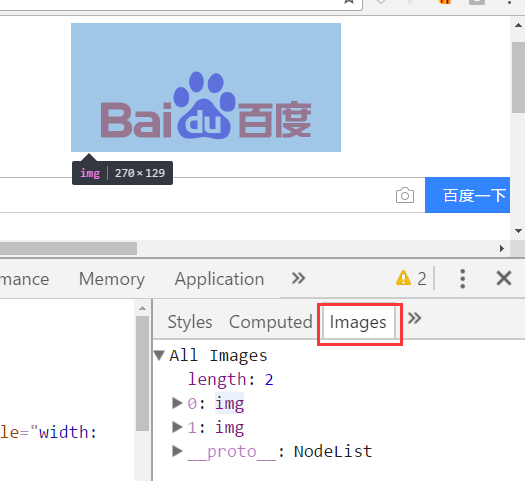 Baidu百度
img 270×129
百度一下
mance Memory Application » 2
Styles Computed Images »
All Images
length: 2
0: img
le="width:
1: img
__proto__: NodeList